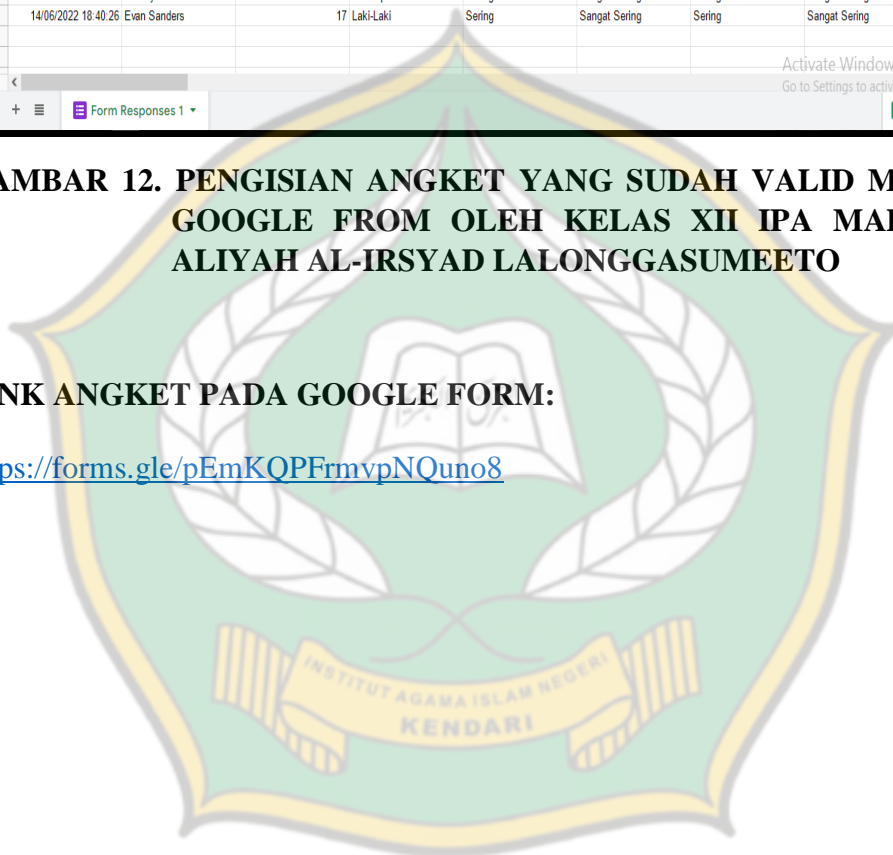 14/06/2022 18:40:26 Evan Sanders 17 Laki-Laki Sering Sangat Sering Sering Sangat Sering
Activate Window
Go to Settings to activ
Form Responses 1
AMBAR 12. PENGISIAN ANGKET YANG SUDAH VALID M
GOOGLE FROM OLEH KELAS XII IPA MA
ALIYAH AL-IRSYAD LALONGGASUMEETO
NK ANGKET PADA GOOGLE FORM:
ps://forms.gle/pEmKQPFrmvpNQuno8
INSTITUT AGAMA ISLAM NEGERI
KENDARI